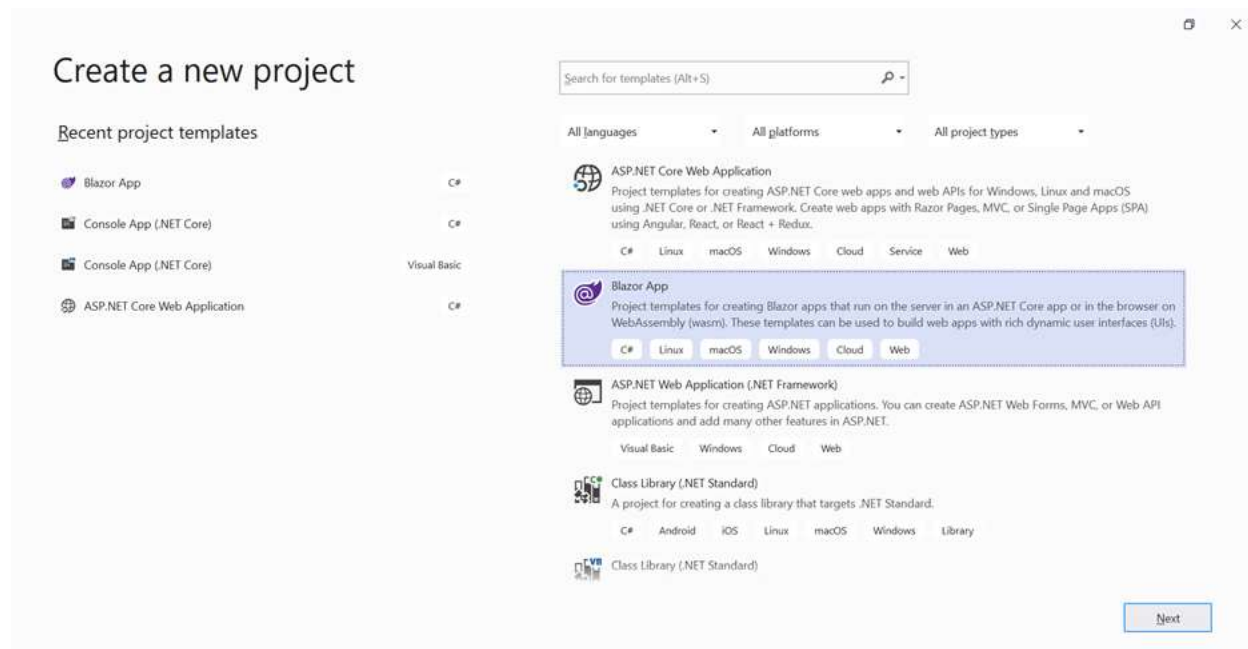 Create a new project
Search for templates (Alt+S)
Recent project templates
All languages
All platforms
All project types
Blazor App
C#
Console App (.NET Core)
C#
Console App (.NET Core)
Visual Basic
ASP.NET Core Web Application
C#
ASP.NET Core Web Application
Project templates for creating ASP.NET Core web apps and web APIs for Windows, Linux and macOS
using .NET Core or .NET Framework. Create web apps with Razor Pages, MVC, or Single Page Apps (SPA)
using Angular, React, or React + Redux.
C# Linux macOS Windows Cloud Service Web
Blazor App
Project templates for creating Blazor apps that run on the server in an ASP.NET Core app or in the browser on
WebAssembly (wasm). These templates can be used to build web apps with rich dynamic user interfaces (UIs).
C# Linux macOS Windows Cloud Web
ASP.NET Web Application (.NET Framework)
Project templates for creating ASP.NET applications. You can create ASP.NET Web Forms, MVC, or Web API
applications and add many other features in ASP.NET.
Visual Basic Windows Cloud Web
Class Library (.NET Standard)
A project for creating a class library that targets .NET Standard.
C# Android iOS Linux macOS Windows Library
Class Library (.NET Standard)
Next